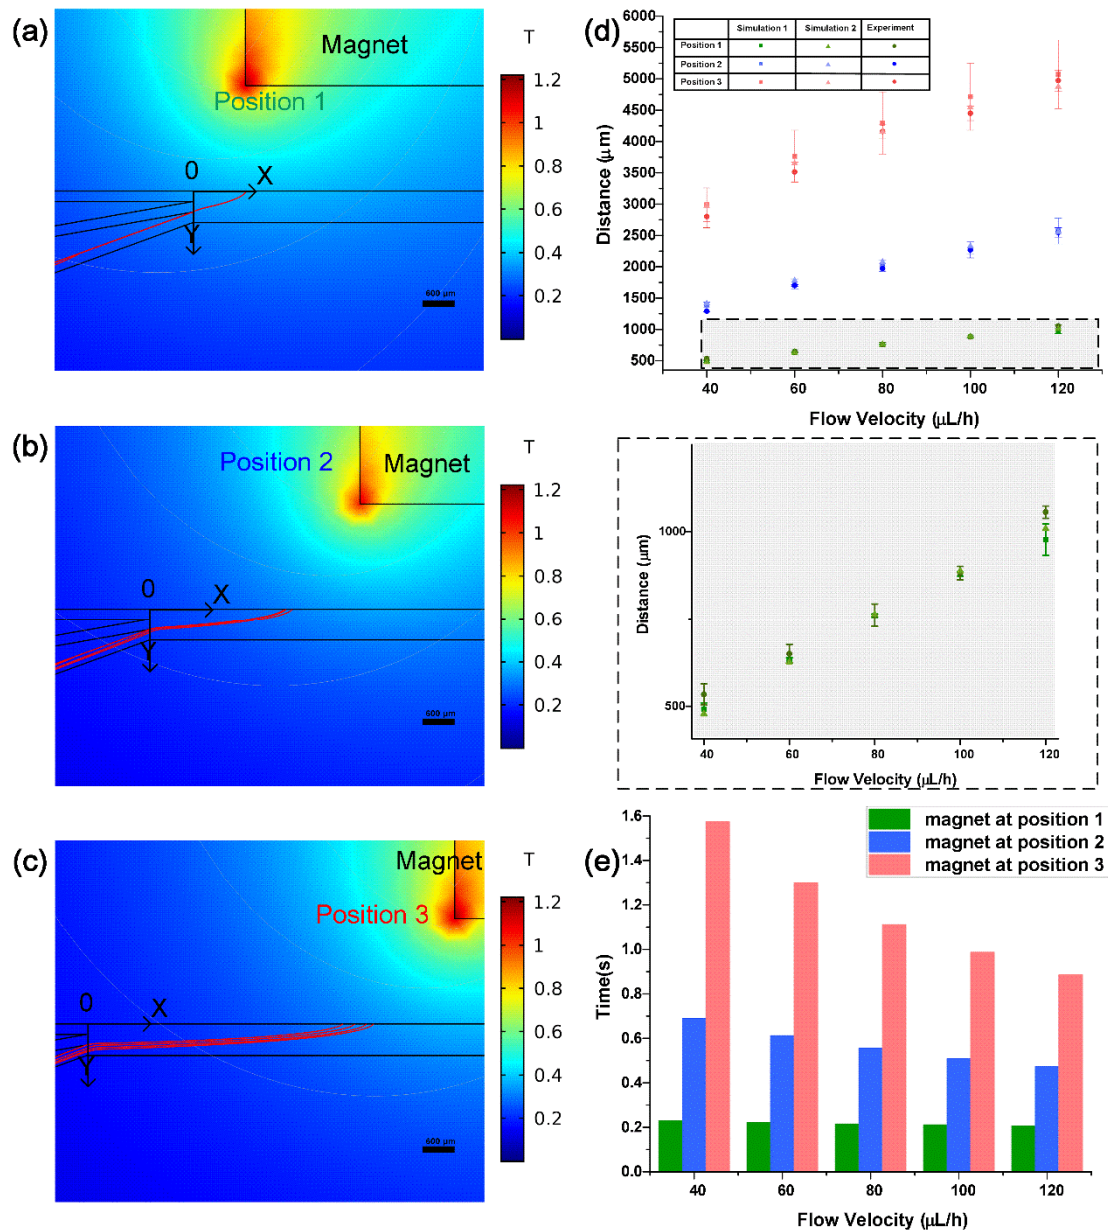 (a)
Magnet
Position 1
0
X
Y
600 μm
T
1.2
1
0.8
0.6
0.4
0.2
(b)
Position 2
Magnet
0
X
Y
600 μm
T
1.2
1
0.8
0.6
0.4
0.2
(c)
Magnet
Position 3
0
X
Y
600 μm
T
1.2
1
0.8
0.6
0.4
0.2
(d)
Simulation 1 Simulation 2 Experiment
Position 1
Position 2
Position 3
6000
5500
5000
4500
4000
3500
3000
2500
2000
1500
1000
500
Distance (μm)
40 60 80 100 120
Flow Velocity (μL/h)
1000
500
Distance (μm)
40 60 80 100 120
Flow Velocity (μL/h)
(e)
magnet at position 1
magnet at position 2
magnet at position 3
1.6
1.4
1.2
1.0
0.8
0.6
0.4
0.2
0.0
Time(s)
40 60 80 100 120
Flow Velocity (μL/h)